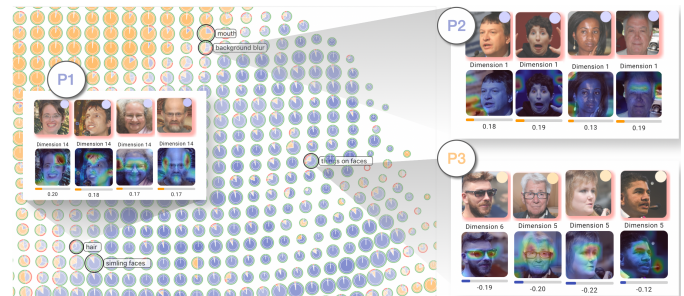 mouth
background blur
P1
Dimension 14 Dimension 14 Dimension 14 Dimension 14
0.20 0.18 0.17 0.17
things on faces
hair
simling faces
P2
Dimension 1 Dimension 1 Dimension 1 Dimension 1
0.18 0.19 0.13 0.19
P3
Dimension 6 Dimension 5 Dimension 5 Dimension 5
-0.19 -0.20 -0.22 -0.12